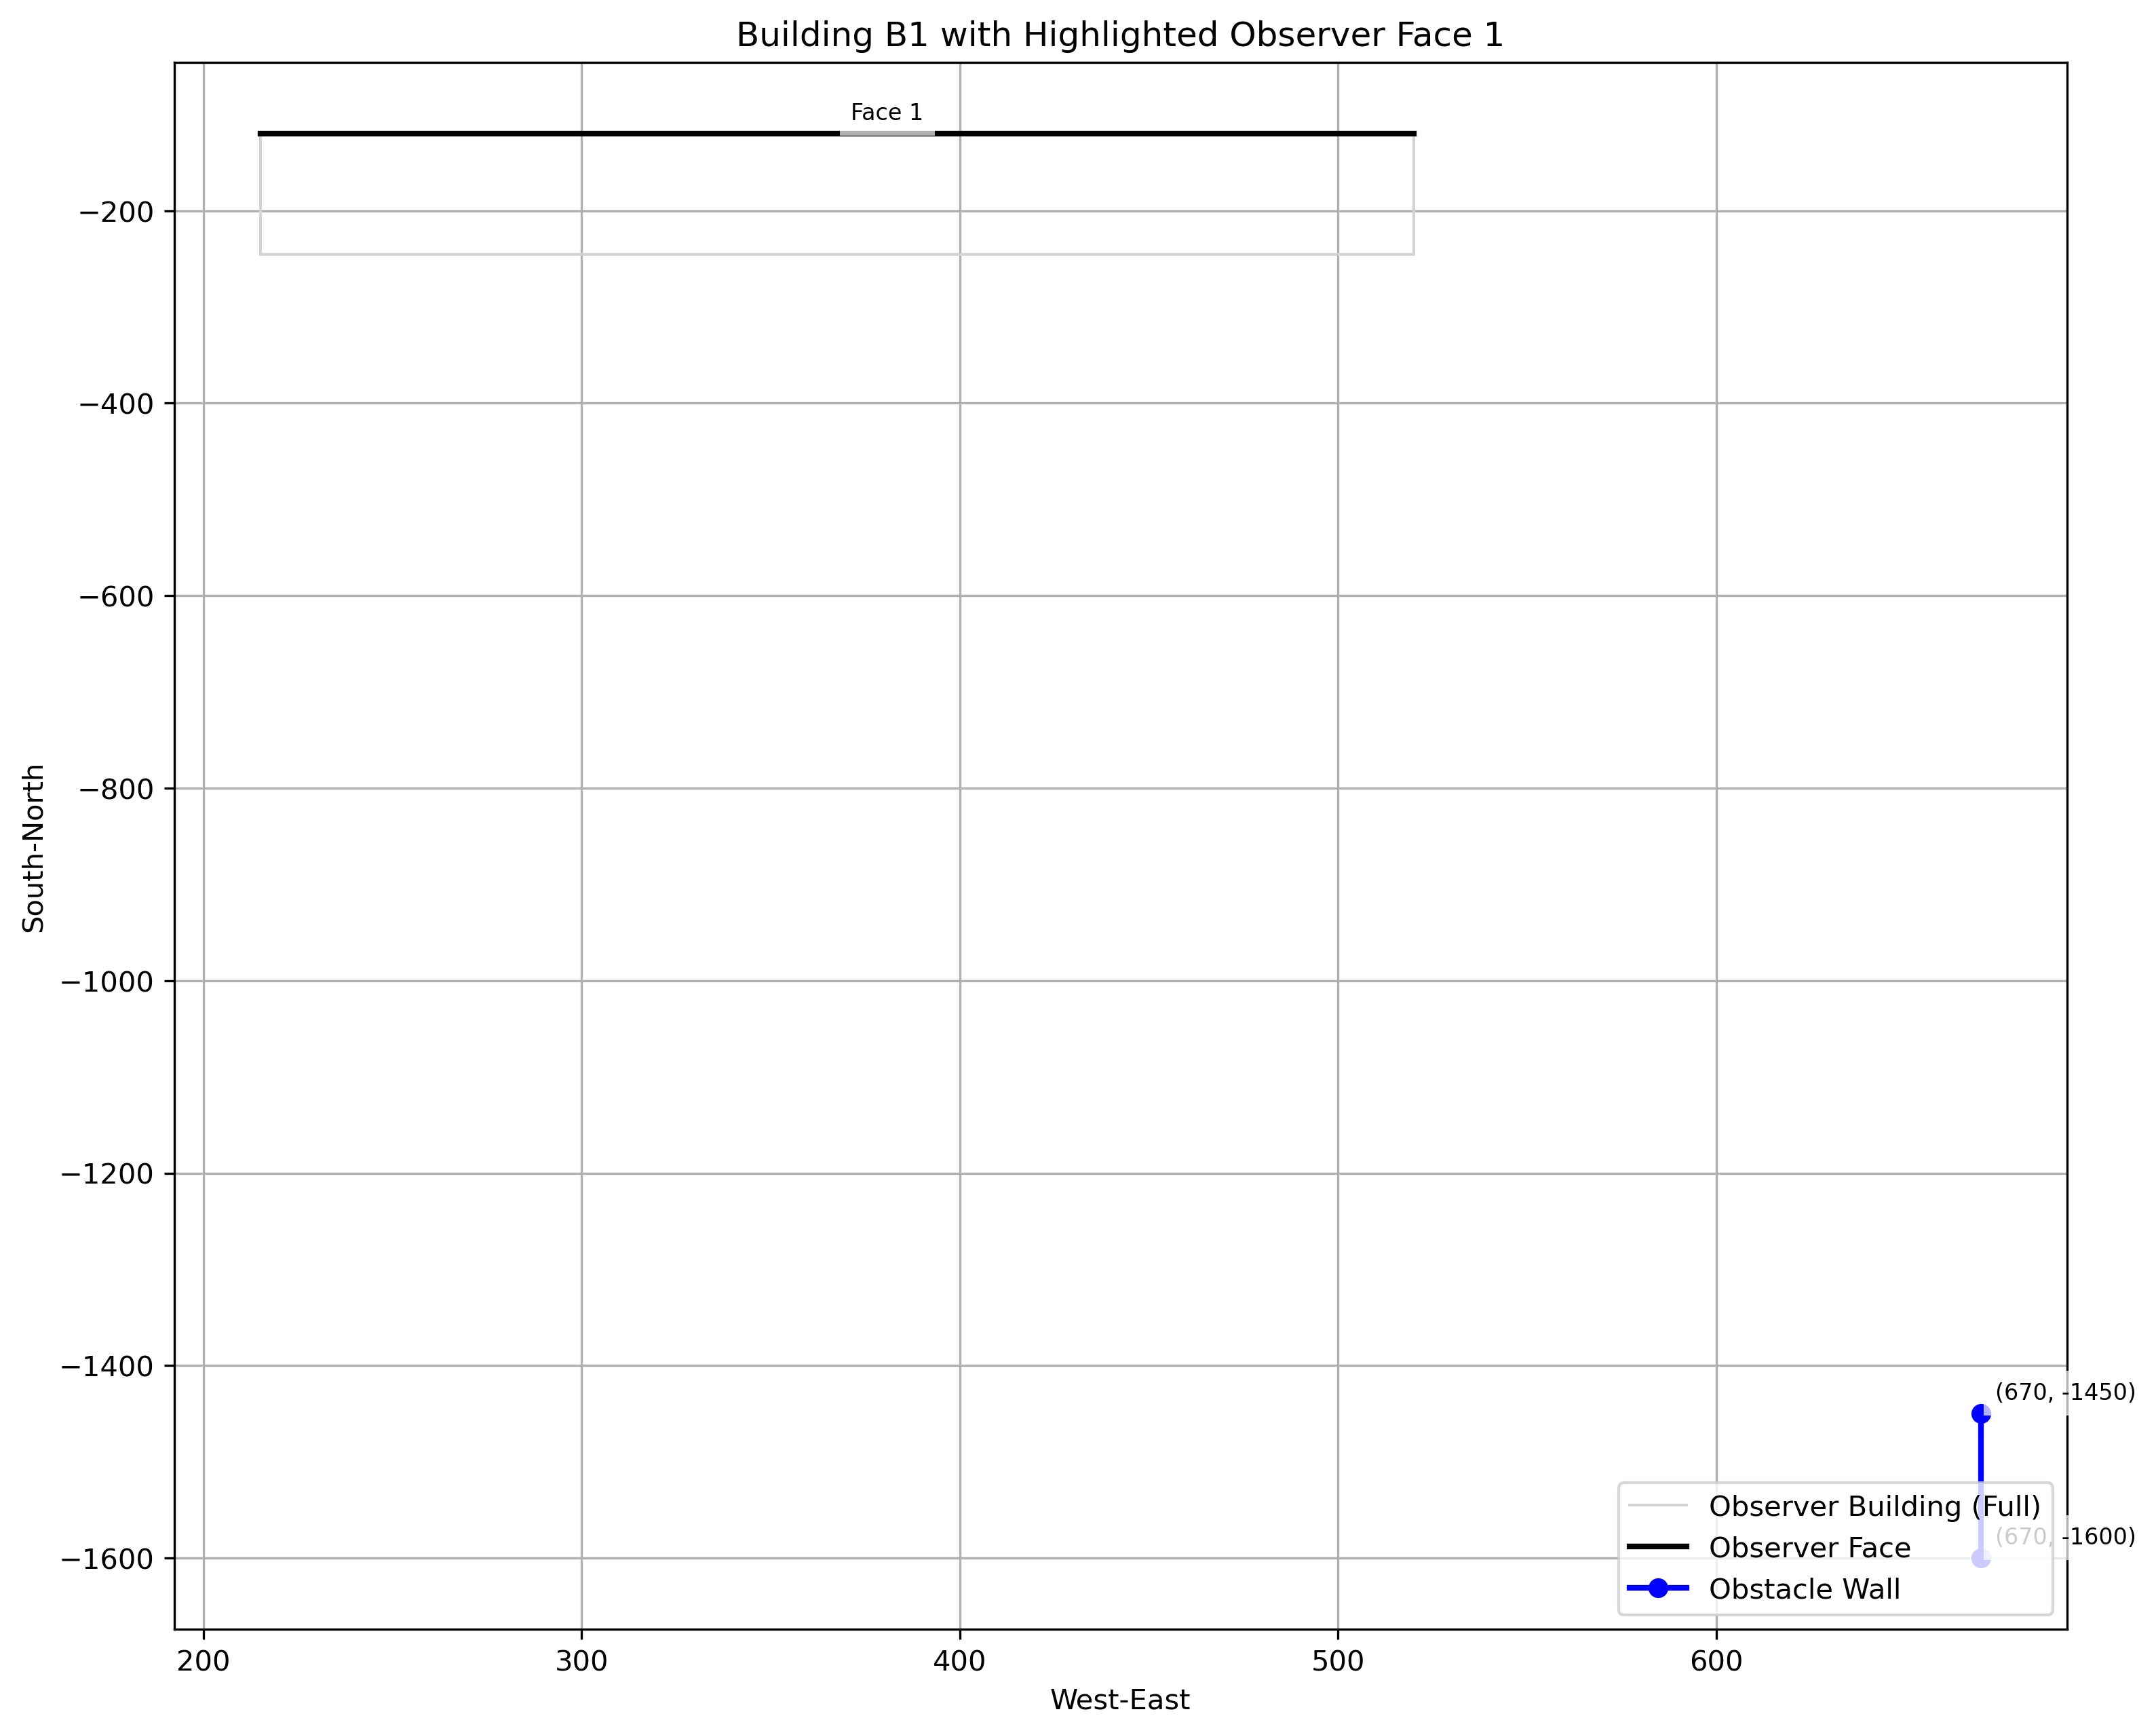 Building B1 with Highlighted Observer Face 1
Face 1
−200
−400
−600
−800
−1000
−1200
−1400
−1600
South-North
(670, -1450)
(670, -1600)
Observer Building (Full)
Observer Face
Obstacle Wall
200
300
400
500
600
West-East